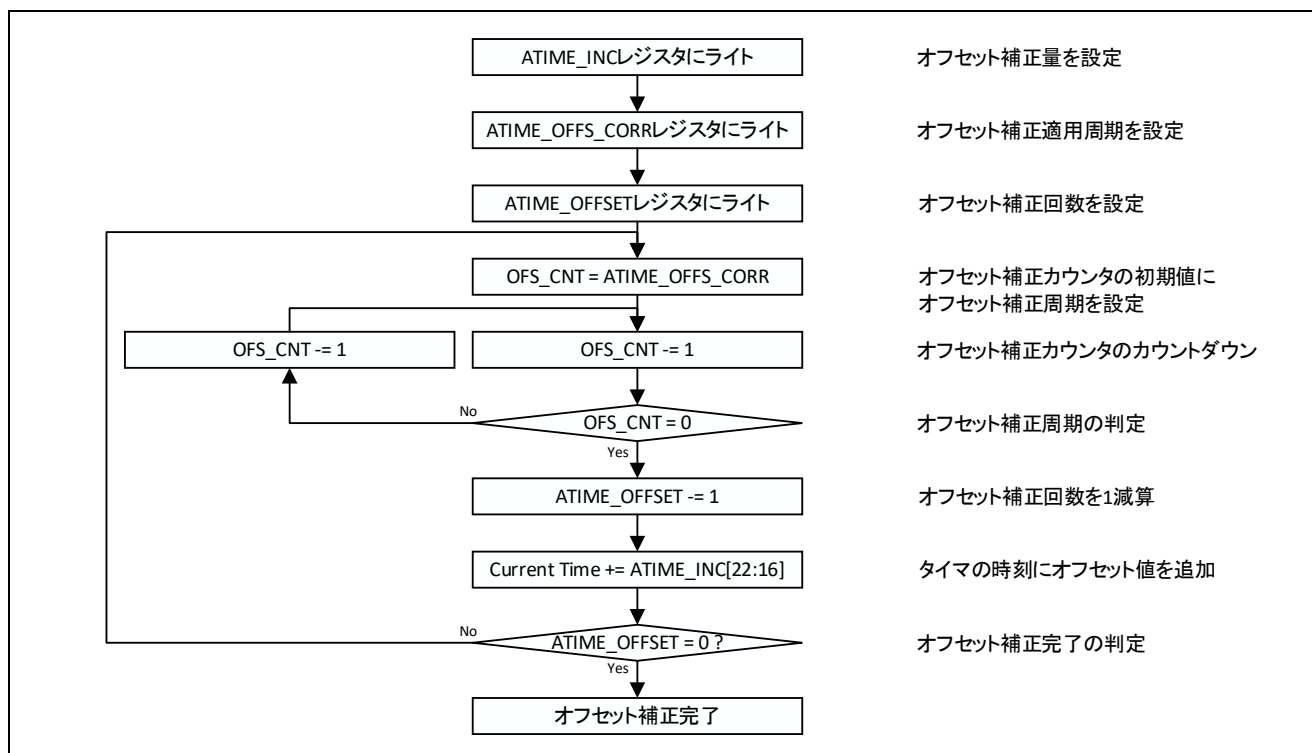 ATIME_INCレジスタにライト
オフセット補正量を設定
ATIME_OFFS_CORRレジスタにライト
オフセット補正適用周期を設定
ATIME_OFFSETレジスタにライト
オフセット補正回数を設定
OFS_CNT = ATIME_OFFS_CORR
オフセット補正カウンタの初期値に
オフセット補正周期を設定
OFS_CNT -= 1
OFS_CNT -= 1
オフセット補正カウンタのカウントダウン
No
OFS_CNT = 0
オフセット補正周期の判定
Yes
ATIME_OFFSET -= 1
オフセット補正回数を1減算
Current Time += ATIME_INC[22:16]
タイマの時刻にオフセット値を追加
No
ATIME_OFFSET = 0 ?
オフセット補正完了の判定
Yes
オフセット補正完了